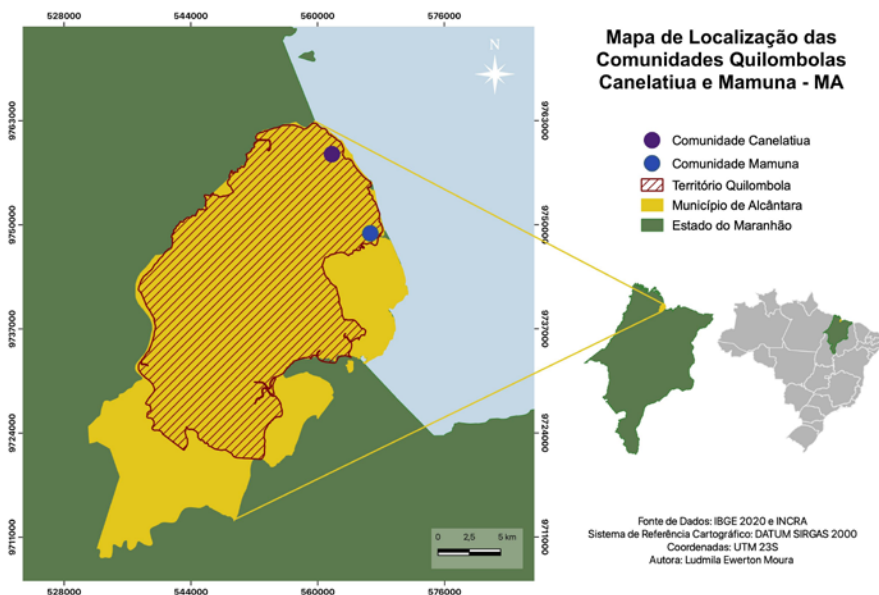 528000 544000 560000 576000
Mapa de Localização das
Comunidades Quilombolas
Canelatiua e Mamuna - MA
N
9763000 9763000
Comunidade Canelatiua
Comunidade Mamuna
Território Quilombola
Município de Alcântara
Estado do Maranhão
9750000 9750000
9737000 9737000
9724000 9724000
9711000 9711000
0 2,5 5 km
528000 544000 560000 576000
Fonte de Dados: IBGE 2020 e INCRA
Sistema de Referência Cartográfico: DATUM SIRGAS 2000
Coordenadas: UTM 23S
Autora: Ludmila Ewerton Moura